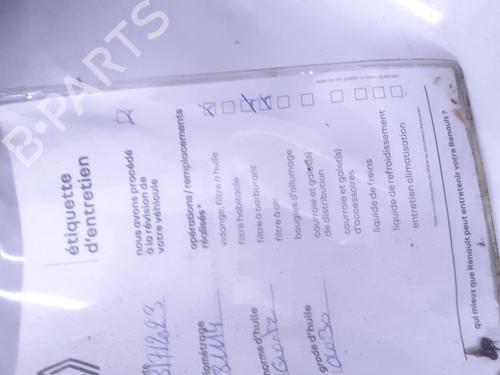 B-PARTS
étiquette
d'entretien
nous avons procédé
à la révision de
votre véhicule
opérations/remplacements
réalisés*
vidange, filtre à huile
filtre habitacle
filtre à carburant
filtre à air
bougies d'allumage
courroie et galet(s)
de distribution
courroie et galet(s)
d'accessoires
liquide de freins
liquide de refroidissement
entretien climatisation
kilométrage
norme d'huile
grade d'huile
qui mieux que Renault peus entretenir votre Renault ?